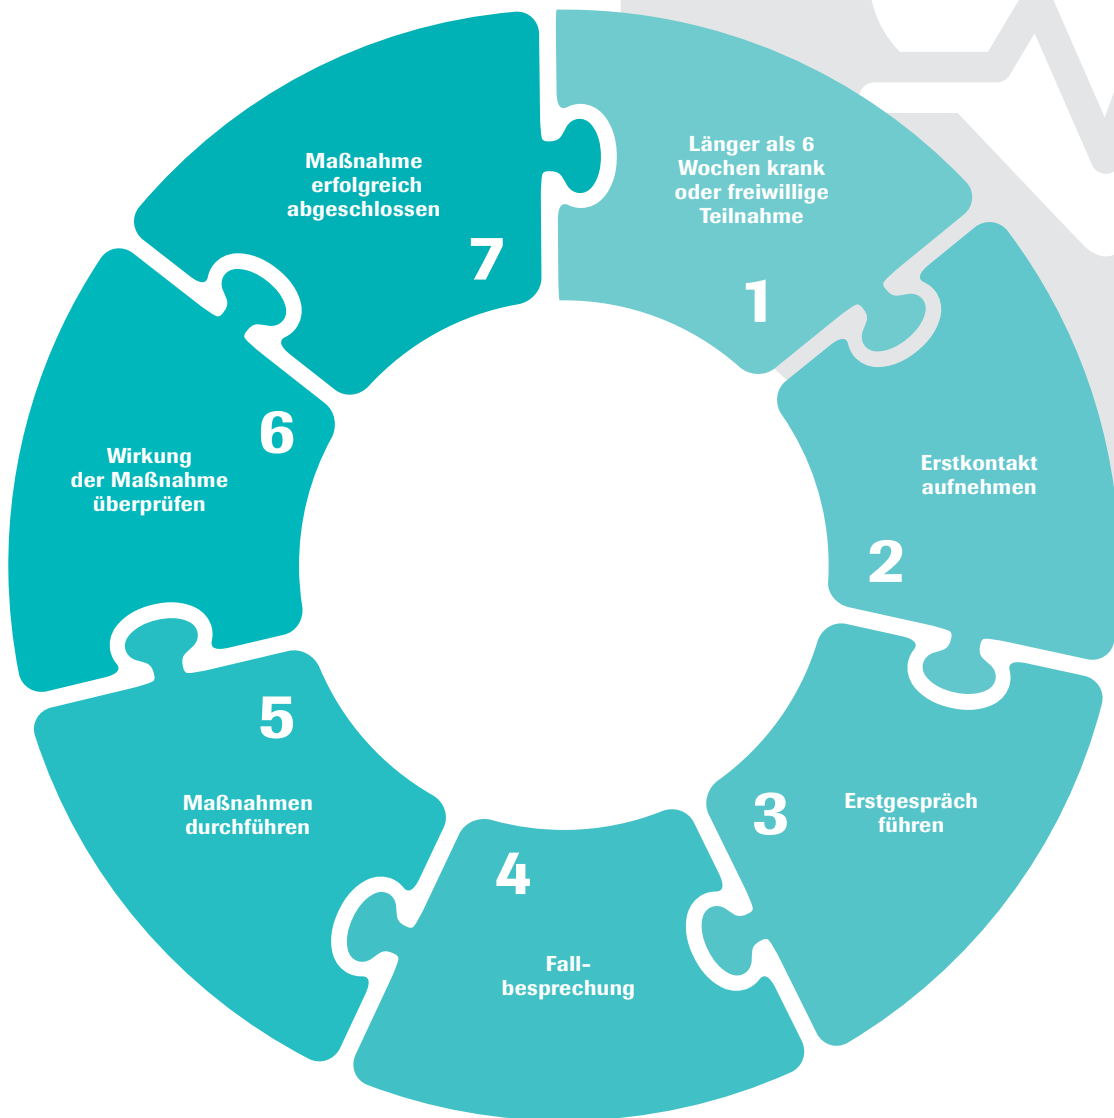 Länger als 6
Wochen krank
oder freiwillige
Teilnahme
1
Erstkontakt
aufnehmen
2
3
Erstgespräch
führen
4
Fall-
besprechung
5
Maßnahmen
durchführen
6
Wirkung
der Maßnahme
überprüfen
Maßnahme
erfolgreich
abgeschlossen
7